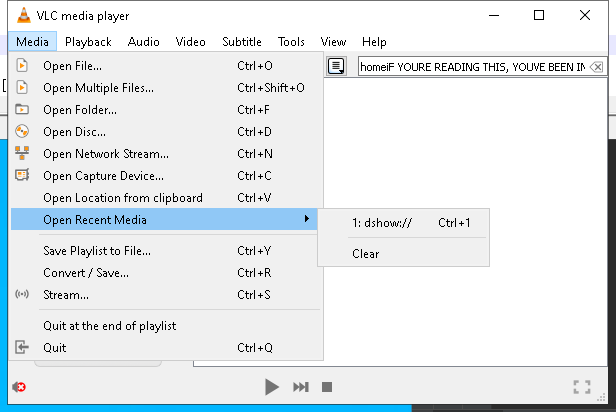 VLC media player
Media Playback Audio Video Subtitle Tools View Help
homeiF YOURE READING THIS, YOUVE BEEN IN
Open File... Ctrl+O
Open Multiple Files... Ctrl+Shift+O
Open Folder... Ctrl+F
Open Disc... Ctrl+D
Open Network Stream... Ctrl+N
Open Capture Device... Ctrl+C
Open Location from clipboard Ctrl+V
Open Recent Media
1: dshow:// Ctrl+1
Clear
Save Playlist to File... Ctrl+Y
Convert / Save... Ctrl+R
Stream... Ctrl+S
Quit at the end of playlist
Quit Ctrl+Q